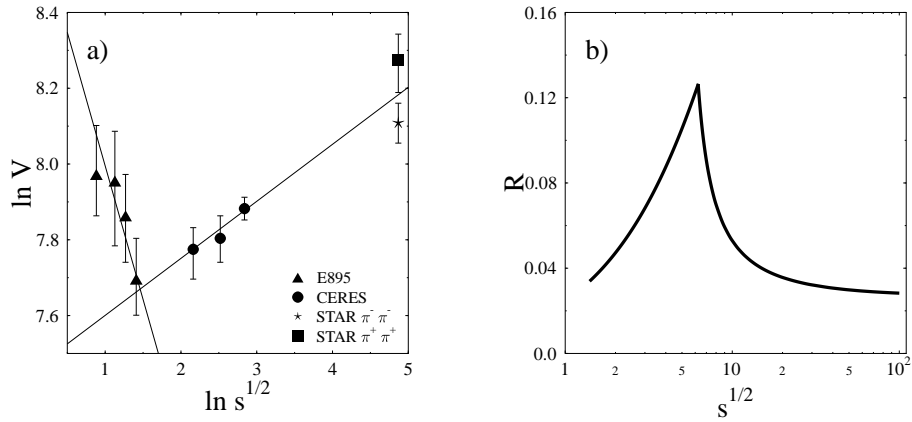 a)
8.4
8.2
8.0
7.8
7.6
ln V
1 2 3 4 5
ln s^{1/2}
E895
CERES
STAR π⁻ π⁻
STAR π⁺ π⁺
b)
0.16
0.12
0.08
0.04
0.0
R
1 2 5 10 2 5 10²
s^{1/2}